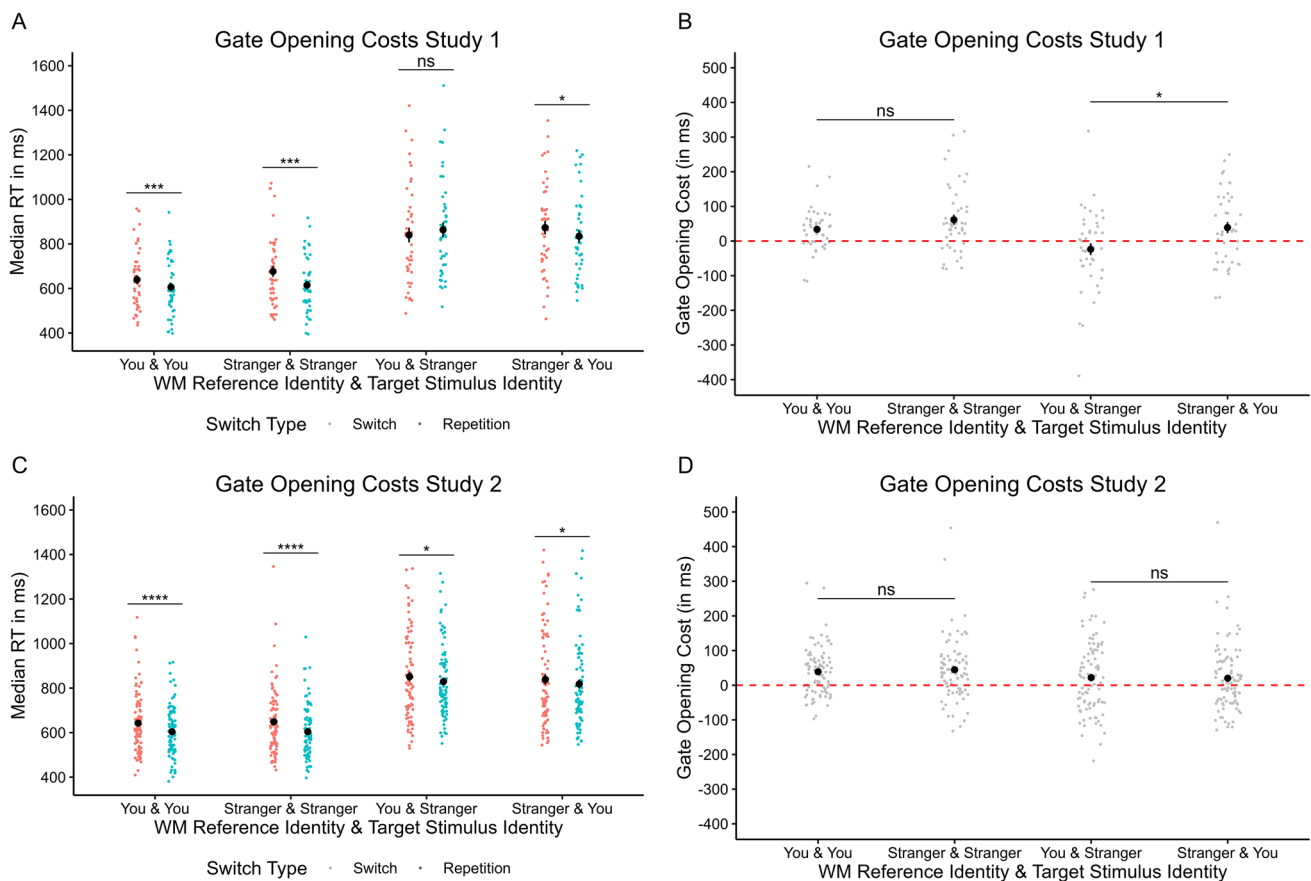 A
Gate Opening Costs Study 1
Median RT in ms)
1600
1400
1200
1000
800
600
400
***
***
ns
*
You & You
Stranger & Stranger
You & Stranger
Stranger & You
WM Reference Identity & Target Stimulus Identity
Switch Type
Switch
Repetition
B
Gate Opening Costs Study 1
Gate Opening Cost (in ms)
500
400
300
200
100
0
-100
-200
-300
-400
ns
*
You & You
Stranger & Stranger
You & Stranger
Stranger & You
WM Reference Identity & Target Stimulus Identity
C
Gate Opening Costs Study 2
Median RT in ms)
1600
1400
1200
1000
800
600
400
****
****
*
*
You & You
Stranger & Stranger
You & Stranger
Stranger & You
WM Reference Identity & Target Stimulus Identity
Switch Type
Switch
Repetition
D
Gate Opening Costs Study 2
Gate Opening Cost (in ms)
500
400
300
200
100
0
-100
-200
-300
-400
ns
ns
You & You
Stranger & Stranger
You & Stranger
Stranger & You
WM Reference Identity & Target Stimulus Identity